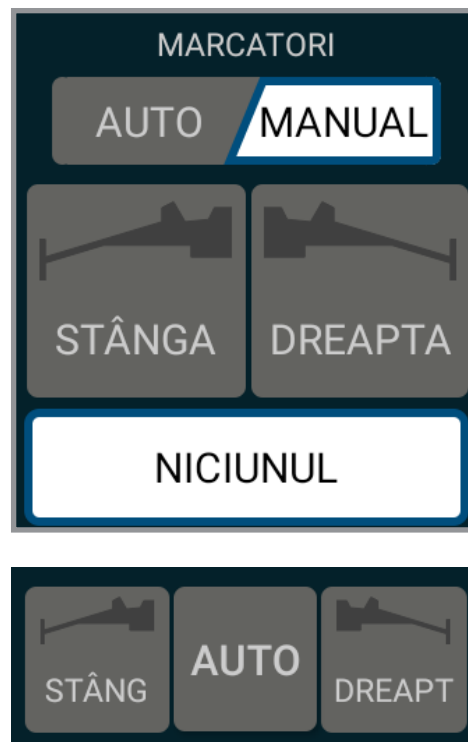 MARCATORI
AUTO MANUAL
STÂNGA DREAPTA
NICIUNUL
STÂNG AUTO DREAPT